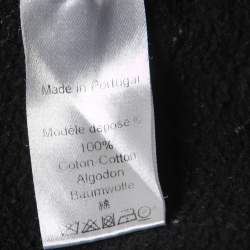 Made in Portugal
Modèle déposé ®
100%
Coton-Cotton
Algodon
Baumwolle
綿